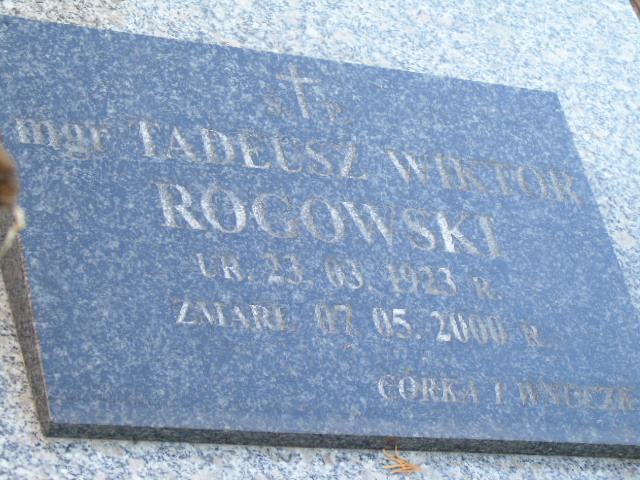 Ś P.
mgr TADEUSZ WIKTOR
ROGOWSKI
UR. 23. 03. 1923 R.
ZMARŁ 07. 05. 2000 R.
CÓRKA I